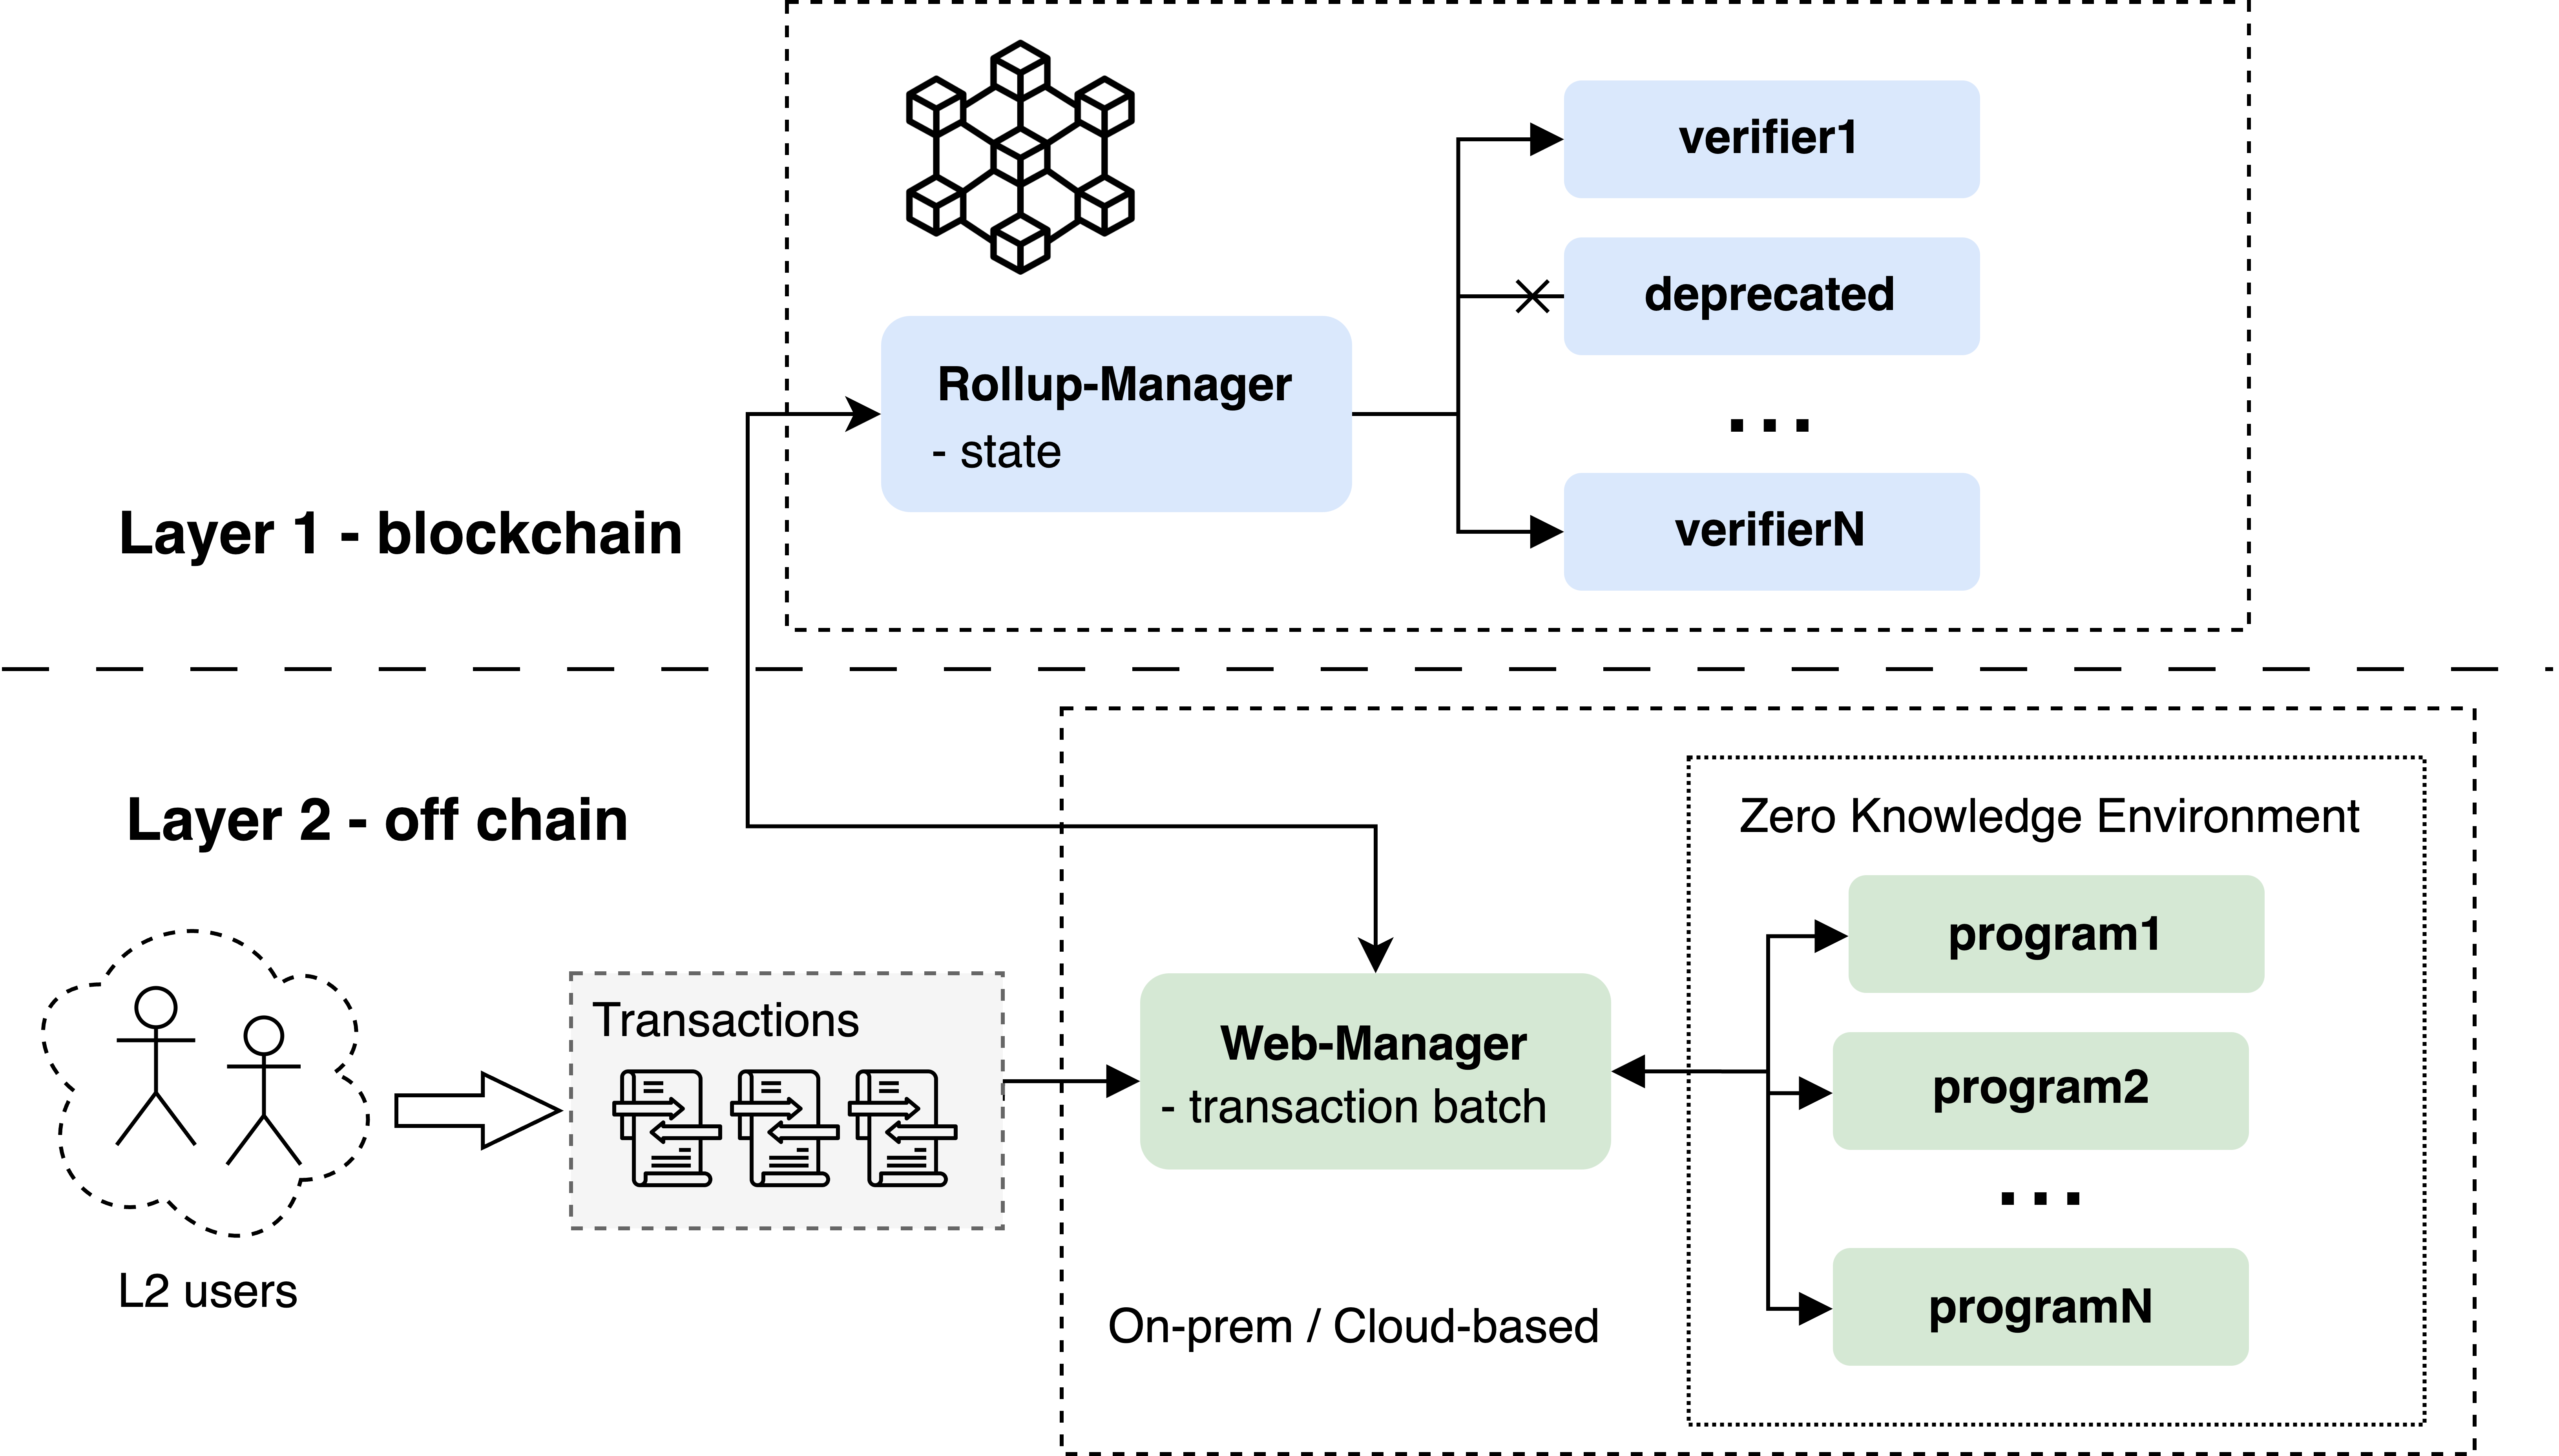 verifier1
deprecated
Rollup-Manager
- state
...
verifierN
Layer 1 - blockchain
Layer 2 - off chain
Zero Knowledge Environment
program1
Transactions
Web-Manager
- transaction batch
program2
...
L2 users
On-prem / Cloud-based
programN